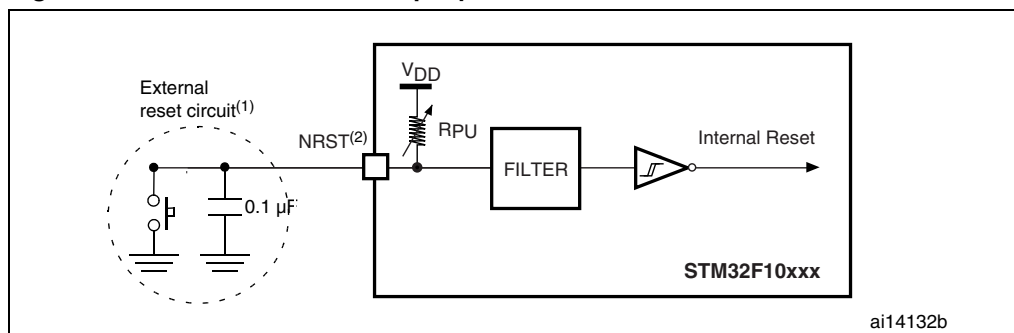 External
reset circuit(1)
VDD
RPU
NRST(2)
FILTER
Internal Reset
0.1 µF
STM32F10xxx
ai14132b